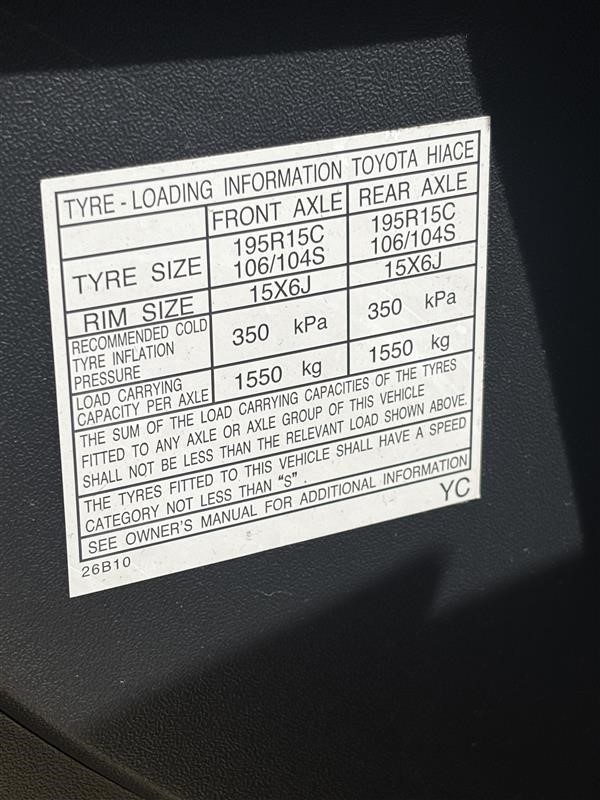 TYRE - LOADING INFORMATION TOYOTA HIACE
FRONT AXLE REAR AXLE
TYRE SIZE 195R15C 106/104S 195R15C 106/104S
RIM SIZE 15X6J 15X6J
RECOMMENDED COLD TYRE INFLATION PRESSURE 350 kPa 350 kPa
LOAD CARRYING CAPACITY PER AXLE 1550 kg 1550 kg
THE SUM OF THE LOAD CARRYING CAPACITIES OF THE TYRES
FITTED TO ANY AXLE OR AXLE GROUP OF THIS VEHICLE
SHALL NOT BE LESS THAN THE RELEVANT LOAD SHOWN ABOVE.
THE TYRES FITTED TO THIS VEHICLE SHALL HAVE A SPEED
CATEGORY NOT LESS THAN “S”.
SEE OWNER'S MANUAL FOR ADDITIONAL INFORMATION
26B10 YC